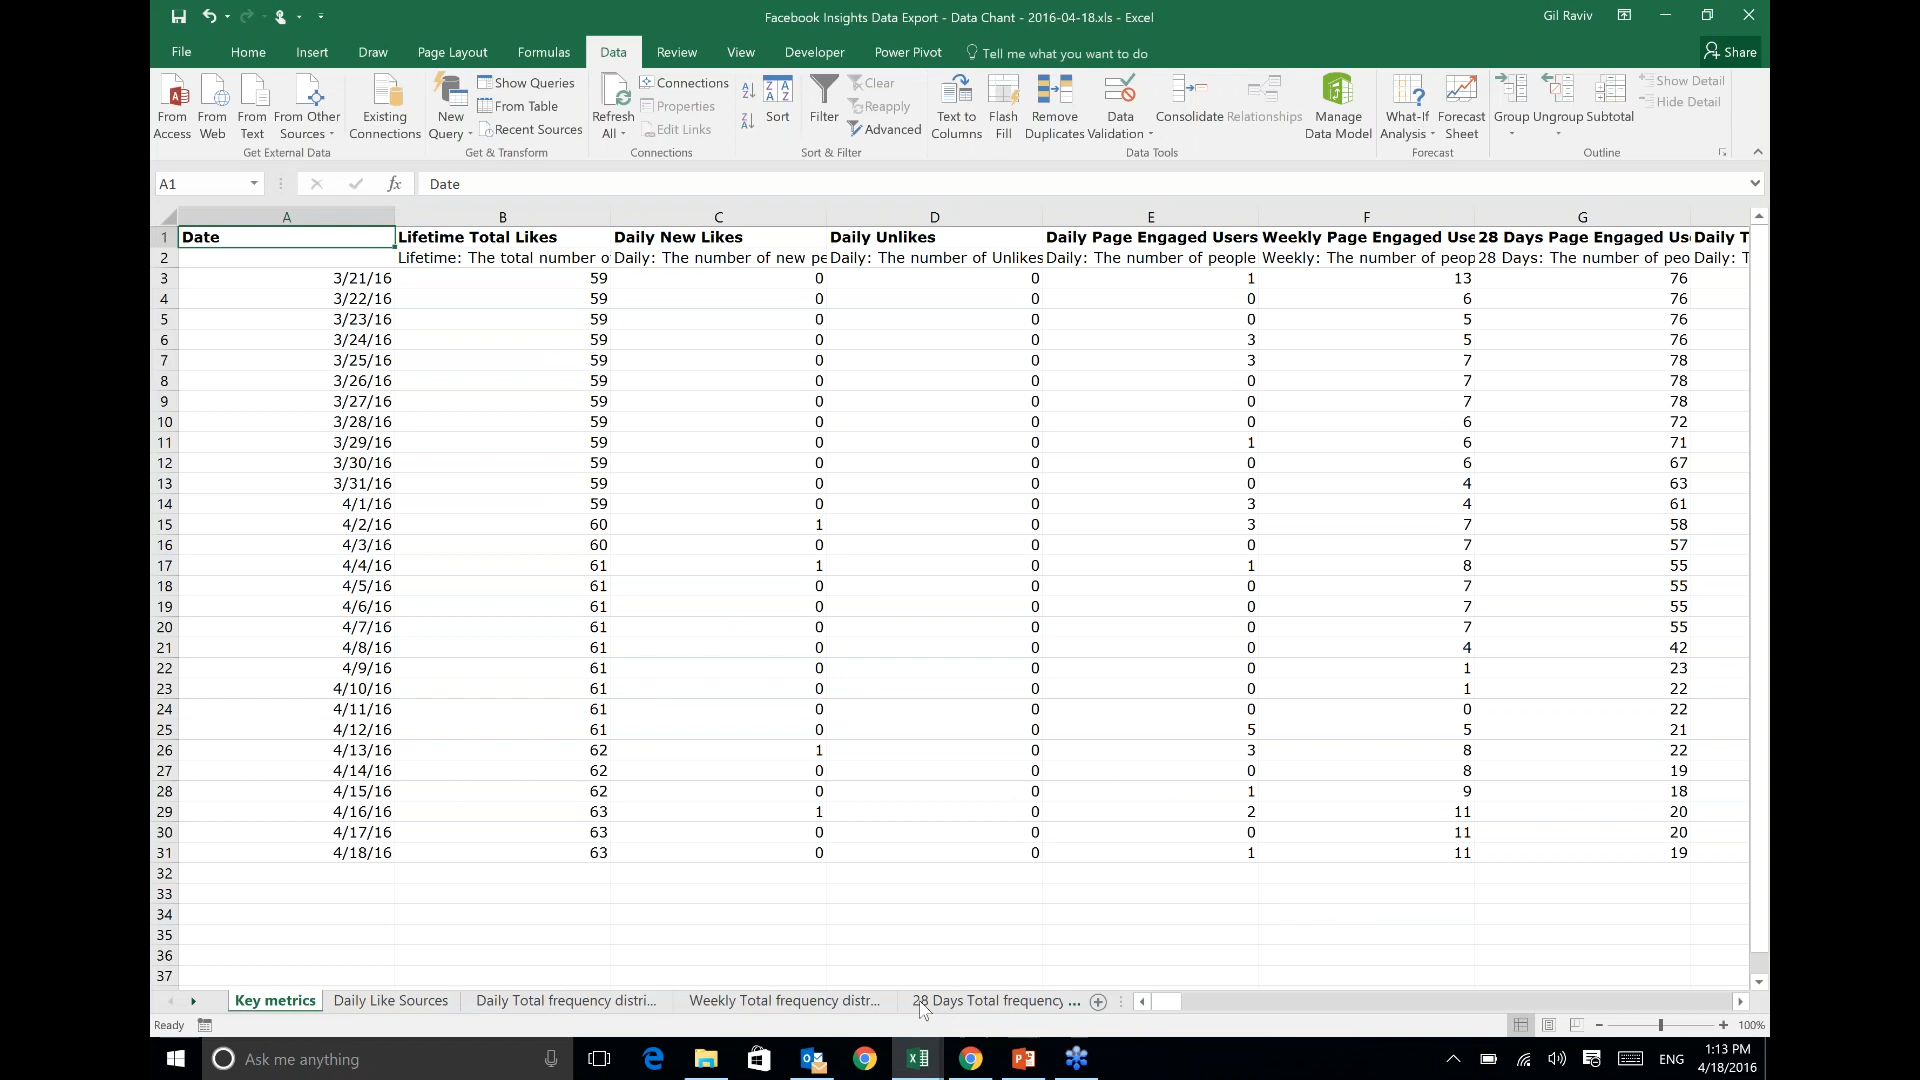 Facebook Insights Data Export - Data Chant - 2016-04-18.xls - Excel
Gil Raviv
File Home Insert Draw Page Layout Formulas Data Review View Developer Power Pivot Tell me what you want to do Share
From Access
From Web
From Text
From Other Sources
Existing Connections
Get External Data
New Query
Show Queries
From Table
Recent Sources
Get & Transform
Refresh All
Connections
Properties
Edit Links
Connections
Sort
Filter
Clear
Reapply
Advanced
Sort & Filter
Text to Columns
Flash Fill
Remove Duplicates
Data Validation
Consolidate
Relationships
Manage Data Model
Data Tools
What-If Analysis
Forecast Sheet
Forecast
Group
Ungroup
Subtotal
Show Detail
Hide Detail
Outline
A1 fx Date
A B C D E F G
1 Date Lifetime Total Likes Daily New Likes Daily Unlikes Daily Page Engaged Users Weekly Page Engaged Use 28 Days Page Engaged Us Daily T
2 Lifetime: The total number o Daily: The number of new pe Daily: The number of Unlikes Daily: The number of people Weekly: The number of peop 28 Days: The number of peo Daily: T
3 3/21/16 59 0 0 1 13 76
4 3/22/16 59 0 0 0 6 76
5 3/23/16 59 0 0 0 5 76
6 3/24/16 59 0 0 3 5 76
7 3/25/16 59 0 0 3 7 78
8 3/26/16 59 0 0 0 7 78
9 3/27/16 59 0 0 0 7 78
10 3/28/16 59 0 0 0 6 72
11 3/29/16 59 0 0 1 6 71
12 3/30/16 59 0 0 0 6 67
13 3/31/16 59 0 0 0 4 63
14 4/1/16 59 0 0 3 4 61
15 4/2/16 60 1 0 3 7 58
16 4/3/16 60 0 0 0 7 57
17 4/4/16 61 1 0 1 8 55
18 4/5/16 61 0 0 0 7 55
19 4/6/16 61 0 0 0 7 55
20 4/7/16 61 0 0 0 7 55
21 4/8/16 61 0 0 0 4 42
22 4/9/16 61 0 0 0 1 23
23 4/10/16 61 0 0 0 1 22
24 4/11/16 61 0 0 0 0 22
25 4/12/16 61 0 0 5 5 21
26 4/13/16 62 1 0 3 8 22
27 4/14/16 62 0 0 0 8 19
28 4/15/16 62 0 0 1 9 18
29 4/16/16 63 1 0 2 11 20
30 4/17/16 63 0 0 0 11 20
31 4/18/16 63 0 0 1 11 19
32
33
34
35
36
37
Key metrics Daily Like Sources Daily Total frequency distri... Weekly Total frequency distr... 28 Days Total frequency ...
Ready 100%
Ask me anything
ENG
1:13 PM
4/18/2016